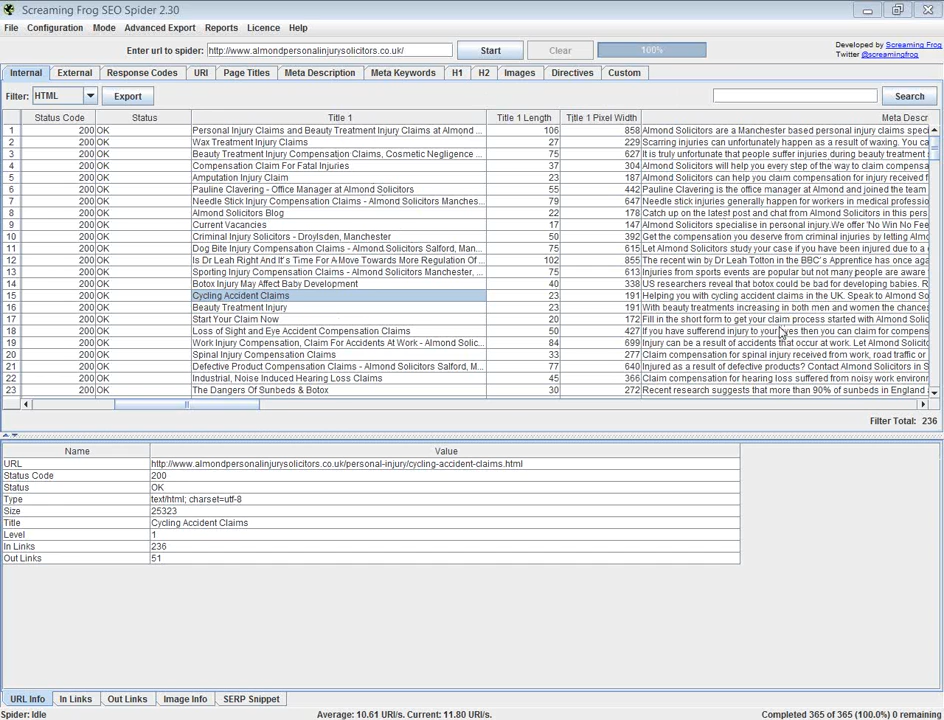 Screaming Frog SEO Spider 2.30
File Configuration Mode Advanced Export Reports Licence Help
Enter url to spider: http://www.almondpersonalinjurysolicitors.co.uk/ Start Clear 100% Developed by Screaming Frog
Twitter @screamingfrog
Internal External Response Codes URI Page Titles Meta Description Meta Keywords H1 H2 Images Directives Custom
Filter: HTML Export Search
Status Code Status Title 1 Title 1 Length Title 1 Pixel Width Meta Descr
1 200 OK Personal Injury Claims and Beauty Treatment Injury Claims at Almond ... 106 858 Almond Solicitors are a Manchester based personal injury claims speci
2 200 OK Wax Treatment Injury Claims 27 229 Scarring injuries can unfortunately happen as a result of waxing. You ca
3 200 OK Beauty Treatment Injury Compensation Claims, Cosmetic Negligence ... 75 627 It is truly unfortunate that people suffer injuries during beauty treatment
4 200 OK Compensation Claim For Fatal Injuries 37 304 Almond Solicitors will help you every step of the way to claim compensa
5 200 OK Amputation Injury Claim 23 187 Almond Solicitors can help you claim compensation for injury received
6 200 OK Pauline Clavering - Office Manager at Almond Solicitors 55 442 Pauline Clavering is the office manager at Almond and joined the team
7 200 OK Needle Stick Injury Compensation Claims - Almond Solicitors Manches... 79 647 Needle stick injuries generally happen for workers in medical professio
8 200 OK Almond Solicitors Blog 22 178 Catch up on the latest post and chat from Almond Solicitors in this pers
9 200 OK Current Vacancies 17 147 Almond Solicitors specialise in personal injury.We offer 'No Win No Fee
10 200 OK Criminal Injury Solicitors - Droylsden, Manchester 50 392 Get the compensation you deserve from criminal injuries by letting Almo
11 200 OK Dog Bite Injury Compensation Claims - Almond Solicitors Salford, Man... 75 615 Let Almond Solicitors study your case if you have been injured due to a
12 200 OK Is Dr Leah Right And It's Time For A Move Towards More Regulation Of ... 102 855 The recent win by Dr Leah Totton in the BBC's Apprentice has once aga
13 200 OK Sporting Injury Compensation Claims - Almond Solicitors Manchester, ... 75 613 Injuries from sports events are popular but not many people are aware
14 200 OK Botox Injury May Affect Baby Development 40 338 US researchers reveal that botox could be bad for developing babies. R
15 200 OK Cycling Accident Claims 23 191 Helping you with cycling accident claims in the UK. Speak to Almond S
16 200 OK Beauty Treatment Injury 23 191 With beauty treatments increasing in both men and women the chances
17 200 OK Start Your Claim Now 20 172 Fill in the short form to get your claim process started with Almond Solic
18 200 OK Loss of Sight and Eye Accident Compensation Claims 50 427 If you have sufferend injury to your eyes then you can claim for compens
19 200 OK Work Injury Compensation, Claim For Accidents At Work - Almond Solic... 84 699 Injury can be a result of accidents that occur at work. Let Almond Solicit
20 200 OK Spinal Injury Compensation Claims 33 277 Claim compensation for spinal injury received from work, road traffic or
21 200 OK Defective Product Compensation Claims - Almond Solicitors Salford, M... 77 640 Injured as a result of defective products? Contact Almond Solicitors in S
22 200 OK Industrial, Noise Induced Hearing Loss Claims 45 366 Claim compensation for hearing loss suffered from noisy work environ
23 200 OK The Dangers Of Sunbeds & Botox 30 272 Recent research suggests that more than 90% of sunbeds in England
Filter Total: 236
Name Value
URL http://www.almondpersonalinjurysolicitors.co.uk/personal-injury/cycling-accident-claims.html
Status Code 200
Status OK
Type text/html; charset=utf-8
Size 25323
Title Cycling Accident Claims
Level 1
In Links 236
Out Links 51
URL Info In Links Out Links Image Info SERP Snippet
Spider: Idle Average: 10.61 URI/s. Current: 11.80 URI/s. Completed 365 of 365 (100.0%) 0 remaining